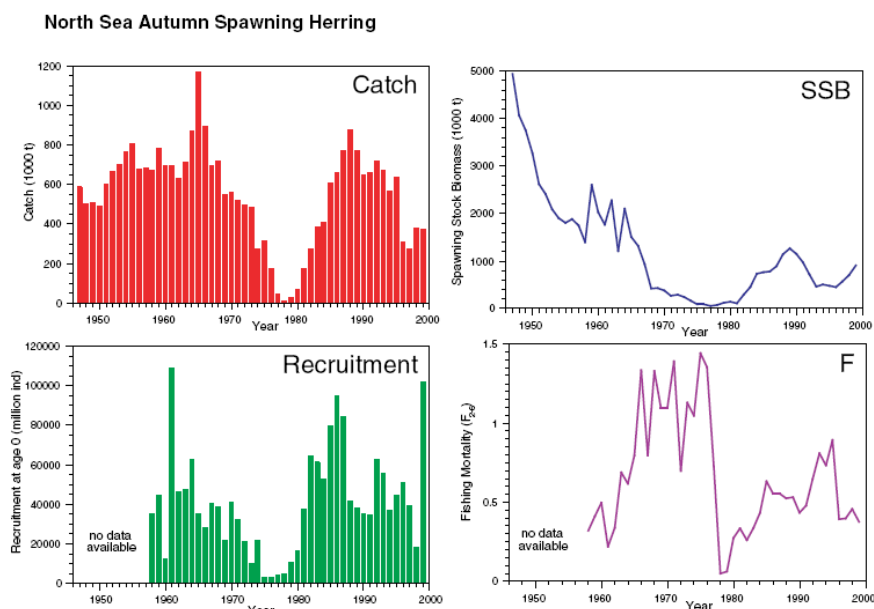 North Sea Autumn Spawning Herring
Catch
Catch (1000 t)
1200
1000
800
600
400
200
0
1950
1960
1970
1980
1990
2000
Year
SSB
Spawning Stock Biomass (1000 t)
5000
4000
3000
2000
1000
0
1950
1960
1970
1980
1990
2000
Year
Recruitment
Recruitment at age 0 (million ind)
120000
100000
80000
60000
40000
20000
0
no data
available
1950
1960
1970
1980
1990
2000
Year
F
Fishing Mortality (F2-6)
1.5
1
0.5
0
no data
available
1950
1960
1970
1980
1990
2000
Year